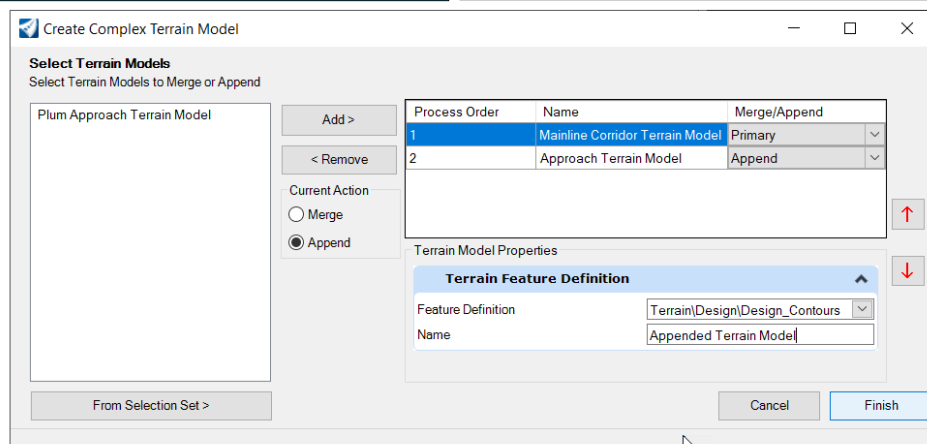 Create Complex Terrain Model
Select Terrain Models
Select Terrain Models to Merge or Append
Plum Approach Terrain Model
Add >
< Remove
Current Action
Merge
Append
Process Order Name Merge/Append
1 Mainline Corridor Terrain Model Primary
2 Approach Terrain Model Append
Terrain Model Properties
Terrain Feature Definition
Feature Definition Terrain\Design\Design_Contours
Name Appended Terrain Model
From Selection Set >
Cancel
Finish